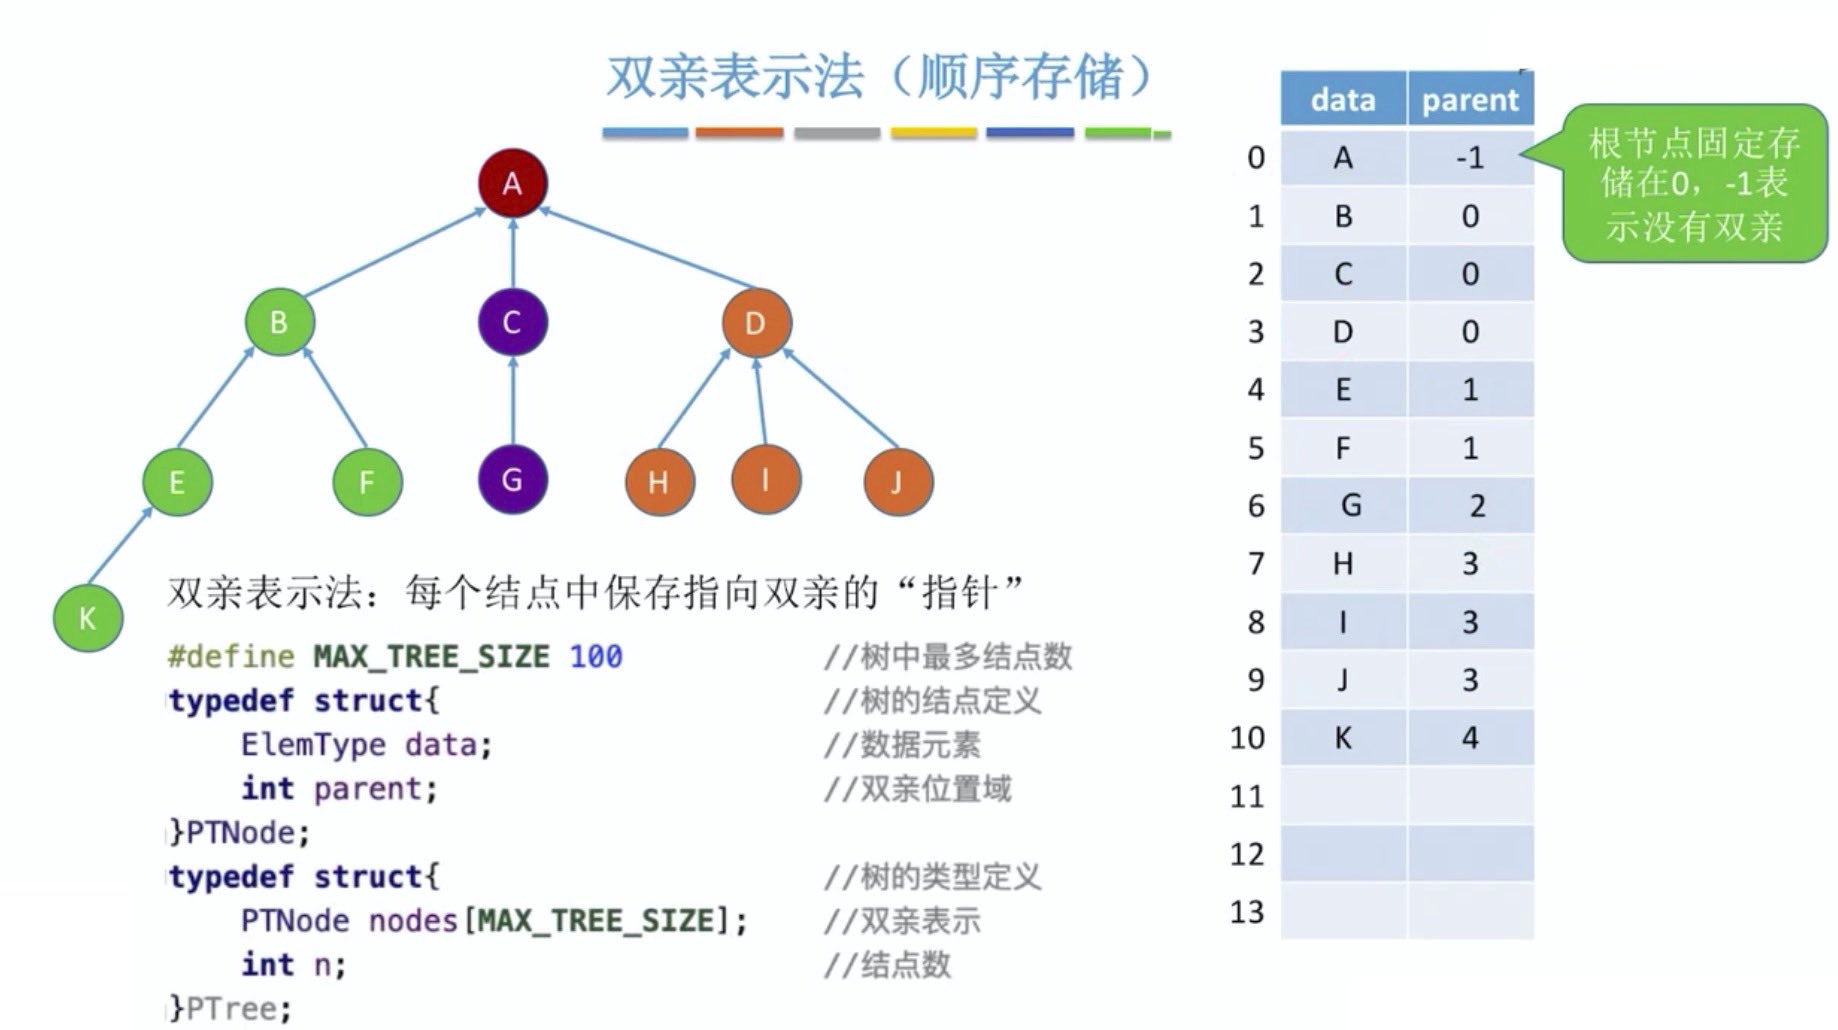 双亲表示法（顺序存储）
A
B
C
D
E
F
G
H
I
J
K
双亲表示法：每个结点中保存指向双亲的“指针”
#define MAX_TREE_SIZE 100 //树中最多结点数
typedef struct{ //树的结点定义
ElemType data; //数据元素
int parent; //双亲位置域
}PTNode;
typedef struct{ //树的类型定义
PTNode nodes[MAX_TREE_SIZE]; //双亲表示
int n; //结点数
}PTree;
data parent
0 A -1
1 B 0
2 C 0
3 D 0
4 E 1
5 F 1
6 G 2
7 H 3
8 I 3
9 J 3
10 K 4
11
12
13
根节点固定存
储在0，-1表
示没有双亲